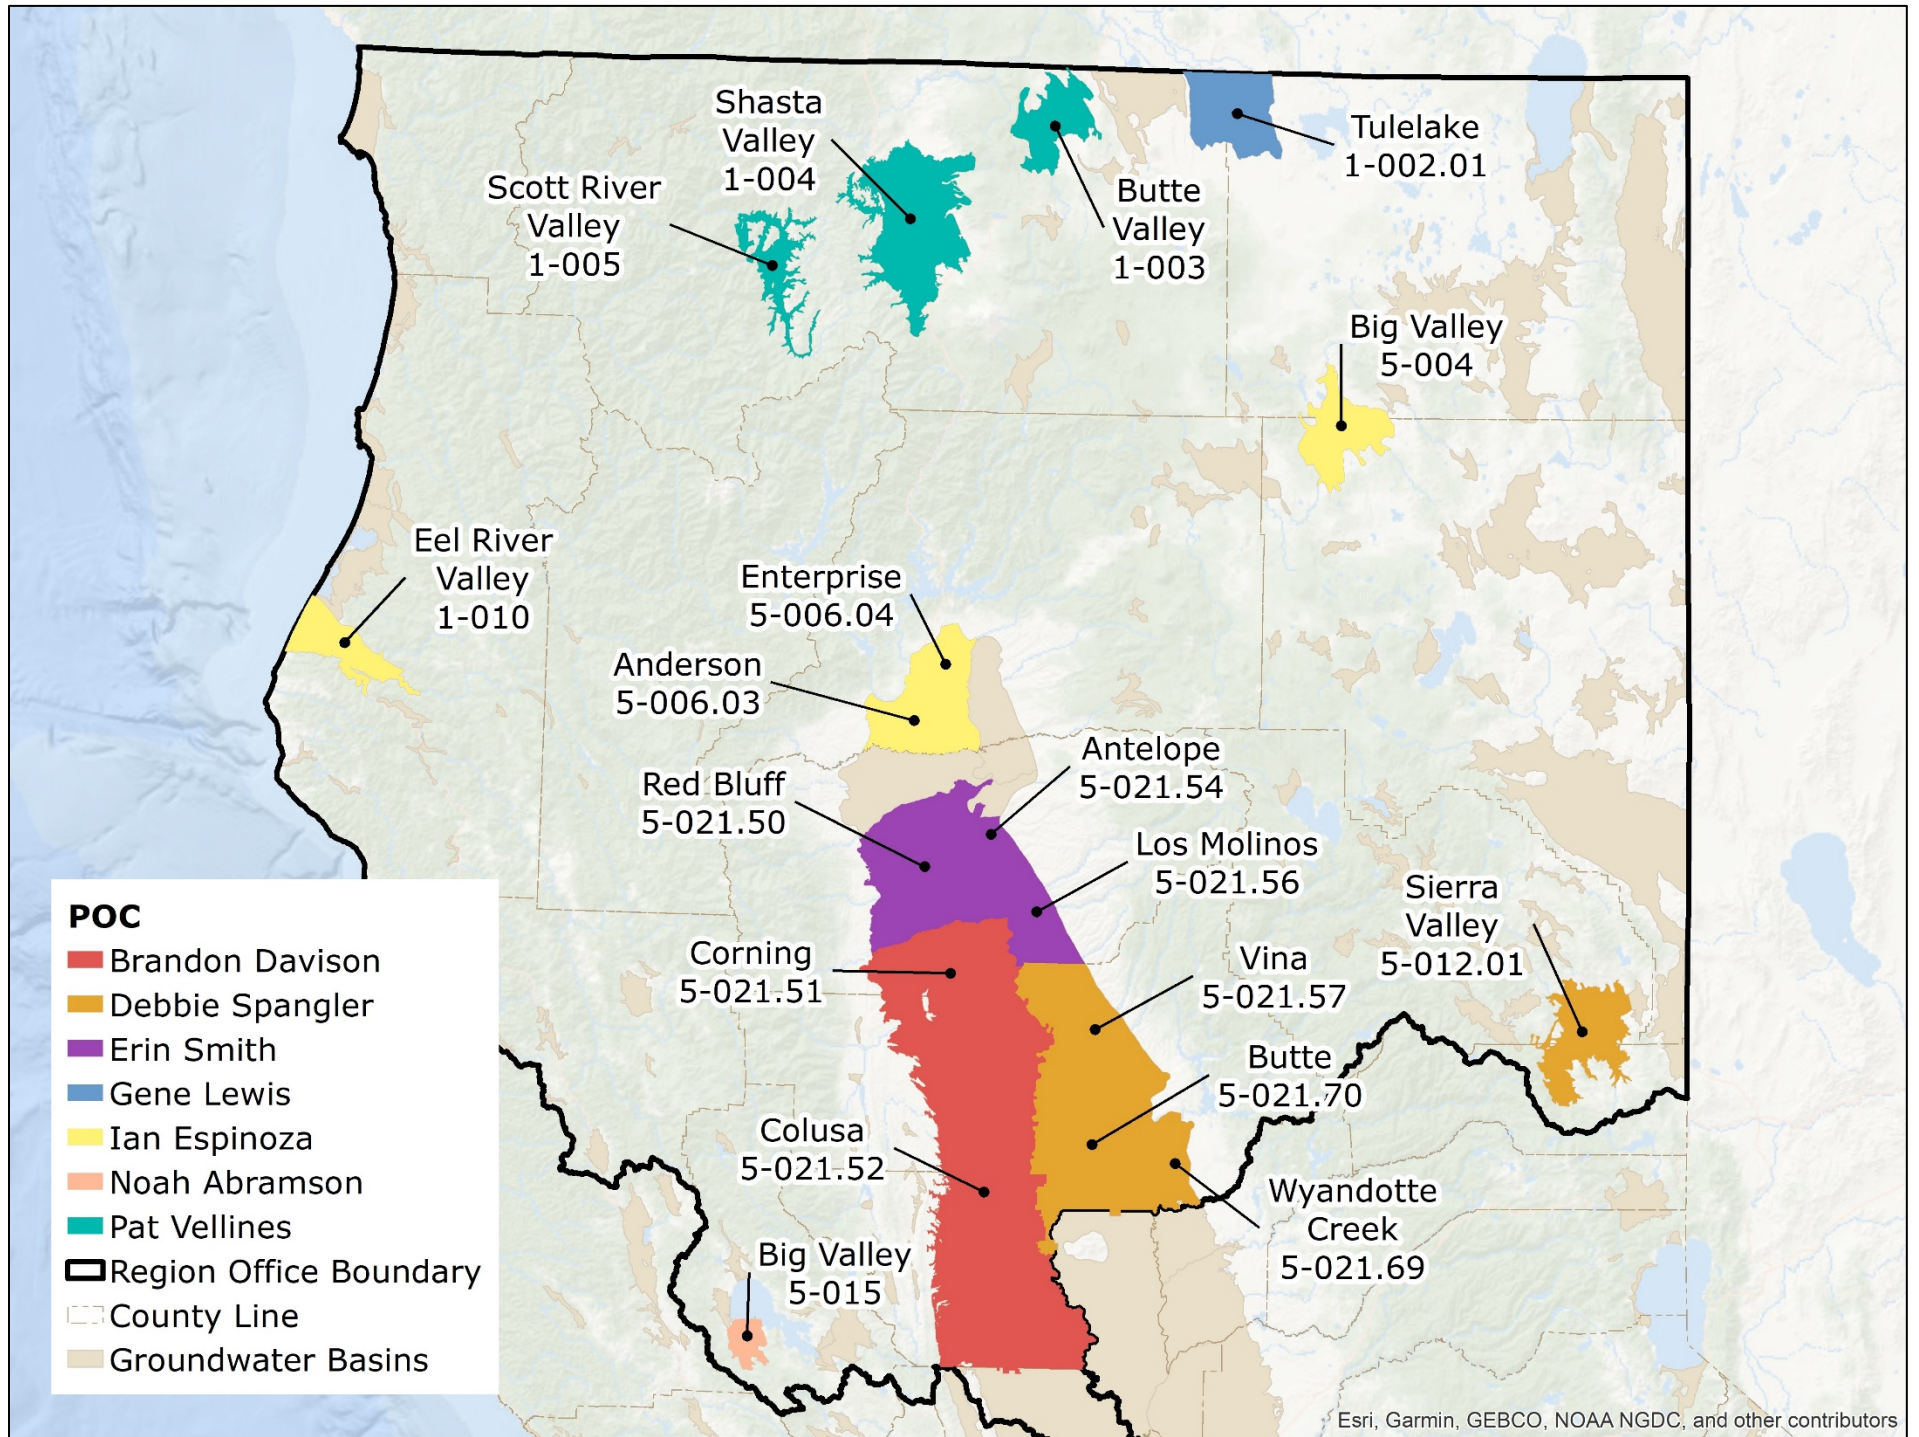 Shasta
Valley
1-004
Scott River
Valley
1-005
Butte
Valley
1-003
Tulelake
1-002.01
Big Valley
5-004
Eel River
Valley
1-010
Enterprise
5-006.04
Anderson
5-006.03
Antelope
5-021.54
Red Bluff
5-021.50
Los Molinos
5-021.56
Sierra
Valley
5-012.01
Corning
5-021.51
Vina
5-021.57
Butte
5-021.70
Colusa
5-021.52
Wyandotte
Creek
5-021.69
Big Valley
5-015
POC
Brandon Davison
Debbie Spangler
Erin Smith
Gene Lewis
Ian Espinoza
Noah Abramson
Pat Vellines
Region Office Boundary
County Line
Groundwater Basins
Esri, Garmin, GEBCO, NOAA NGDC, and other contributors